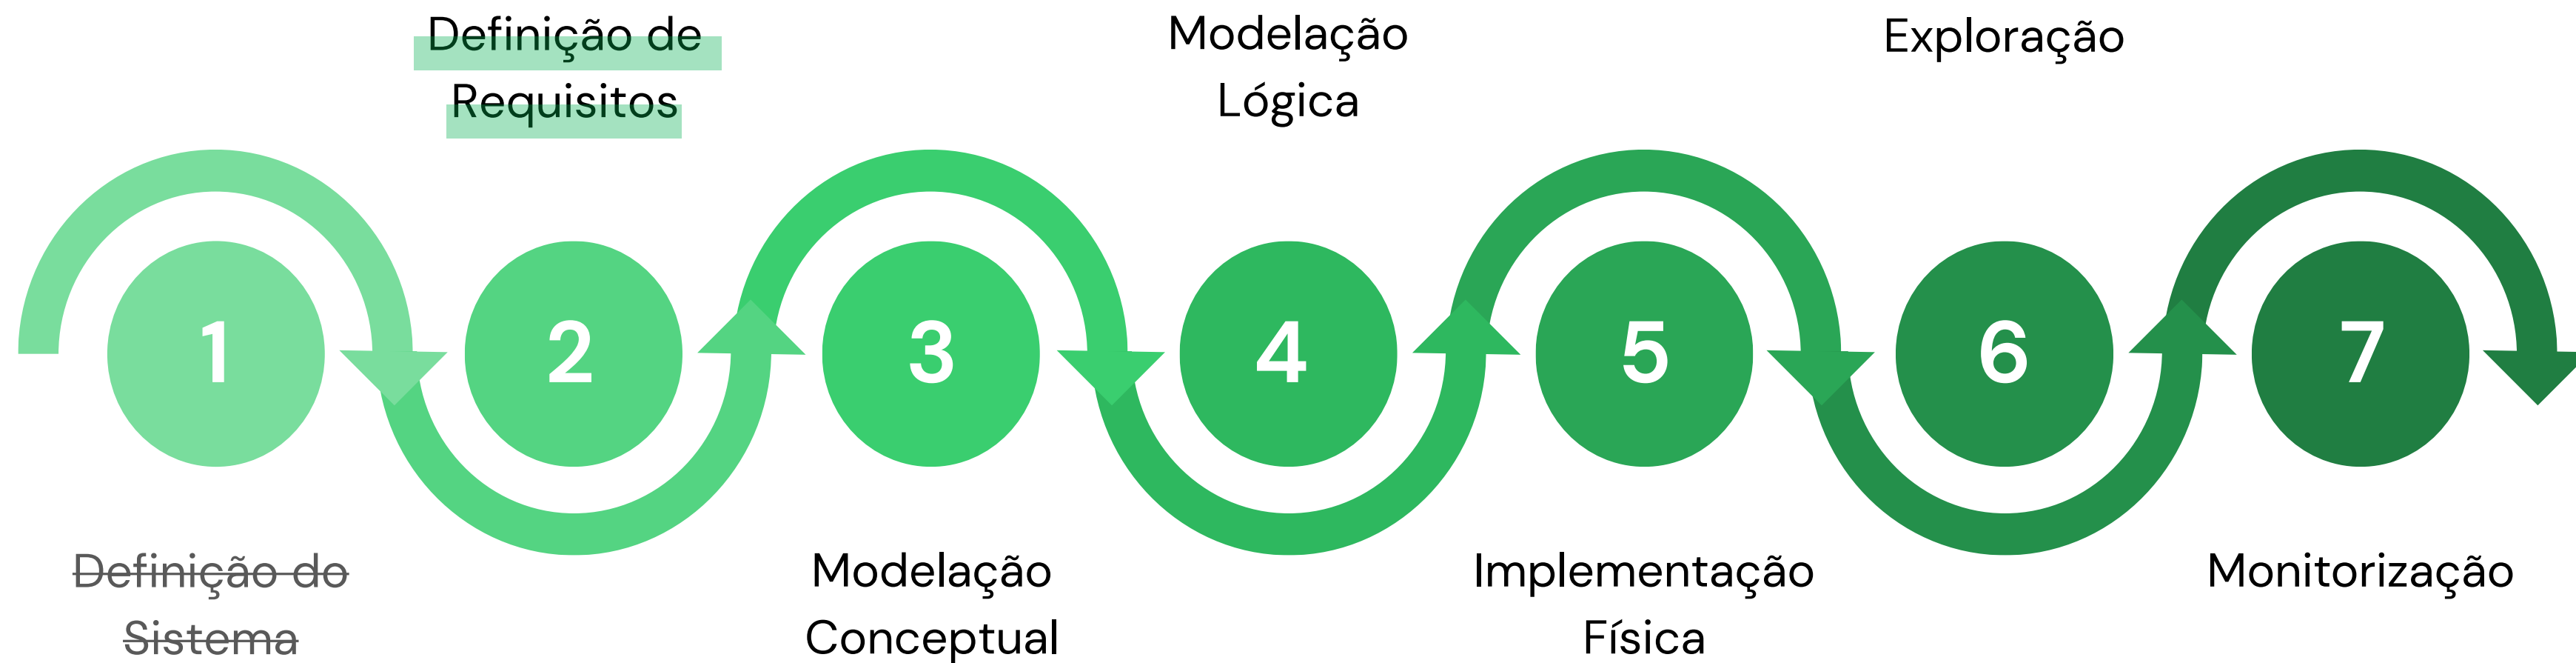 Definição de
Requisitos
Modelação
Lógica
Exploração
1
2
3
4
5
6
7
Definição do
Sistema
Modelação
Conceptual
Implementação
Física
Monitorização